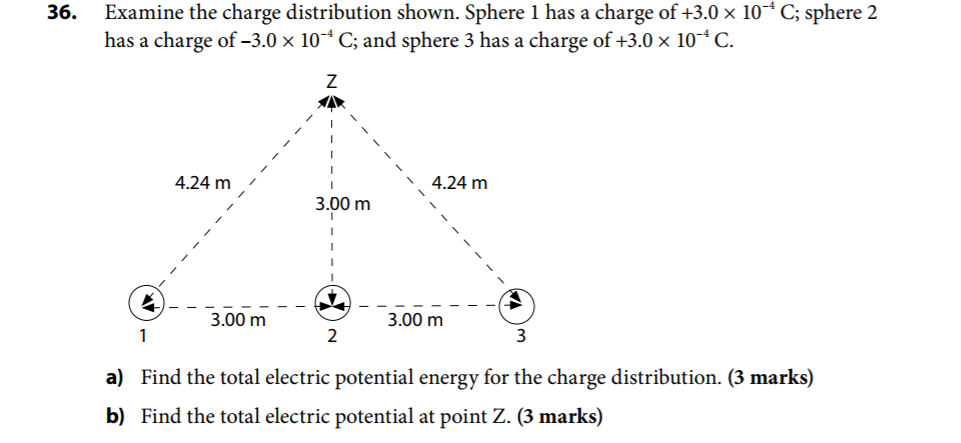 36. Examine the charge distribution shown. Sphere 1 has a charge of +3.0 × 10⁻⁴ C; sphere 2
has a charge of –3.0 × 10⁻⁴ C; and sphere 3 has a charge of +3.0 × 10⁻⁴ C.
Z
4.24 m 4.24 m
3.00 m
3.00 m 3.00 m
1 2 3
a) Find the total electric potential energy for the charge distribution. (3 marks)
b) Find the total electric potential at point Z. (3 marks)